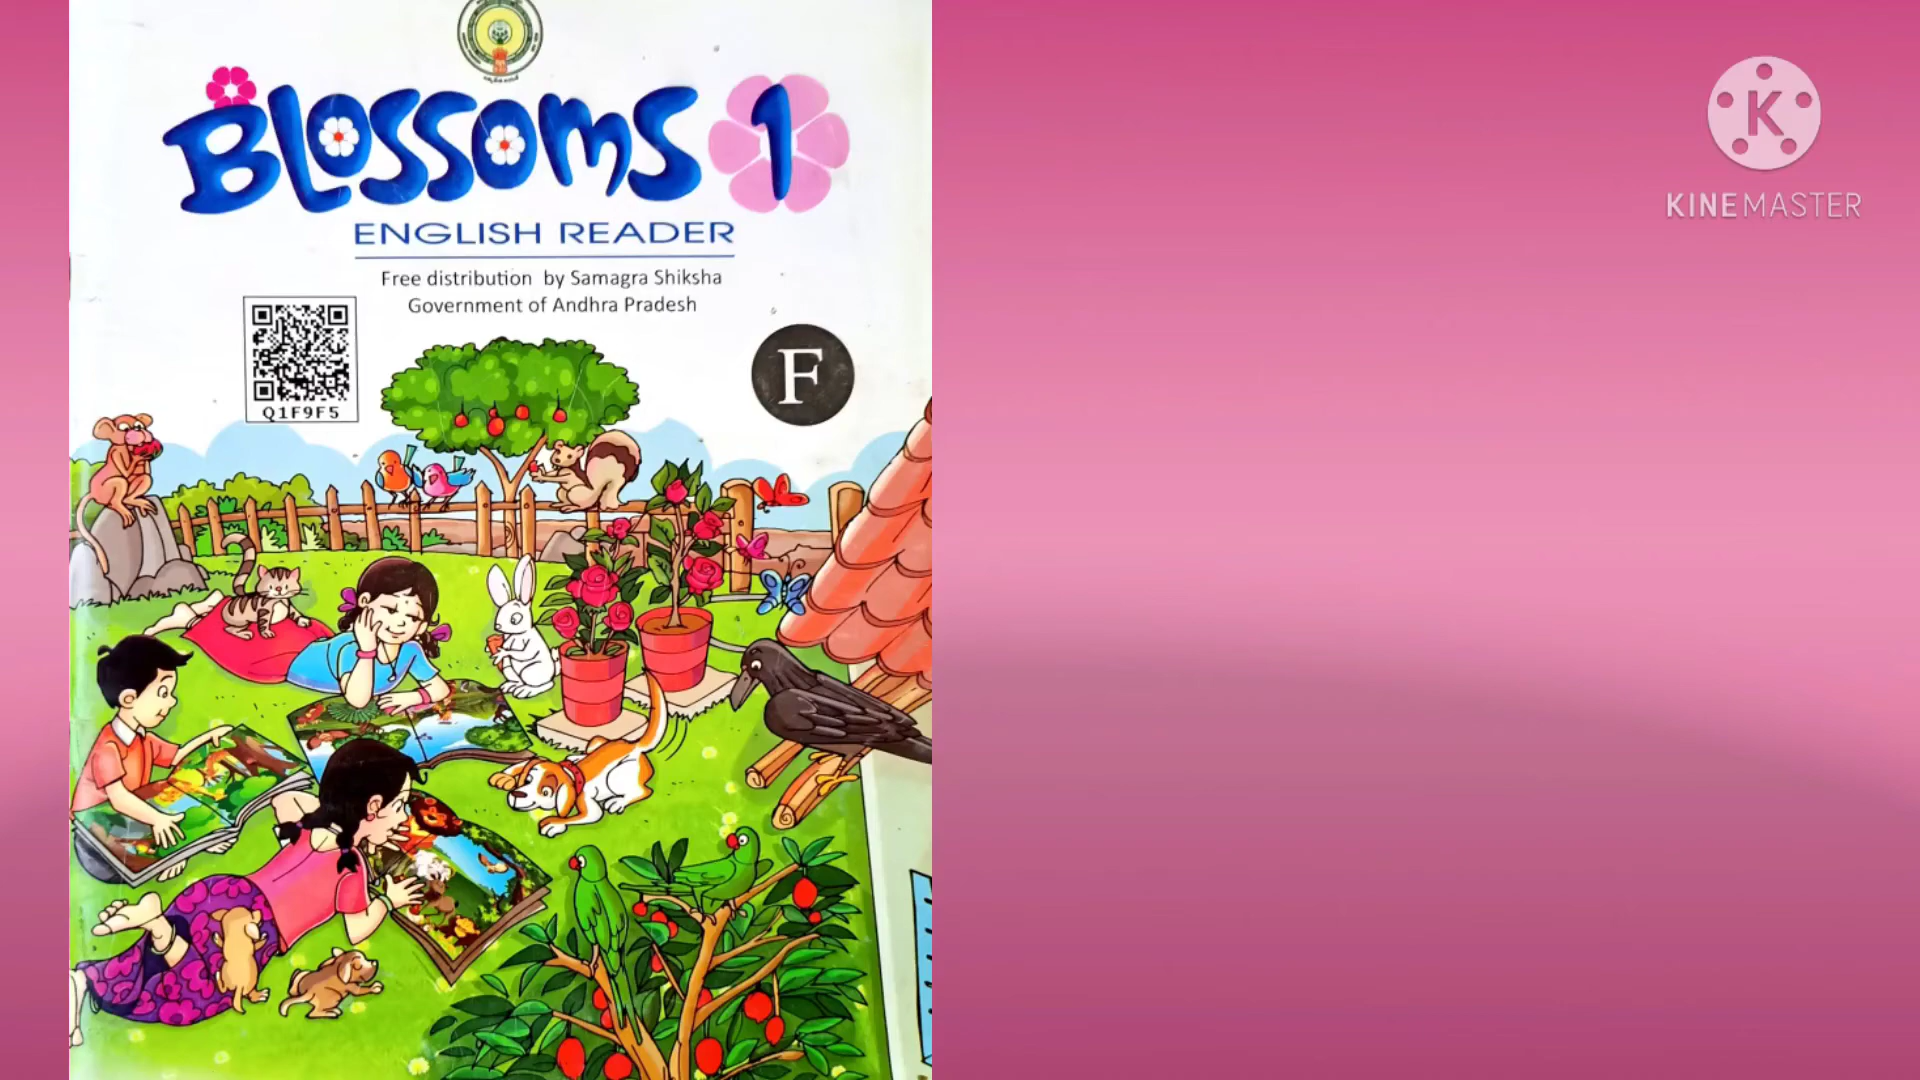 Blossoms 1
ENGLISH READER
Free distribution by Samagra Shiksha
Government of Andhra Pradesh
Q1F9F5
F
K
KINEMASTER